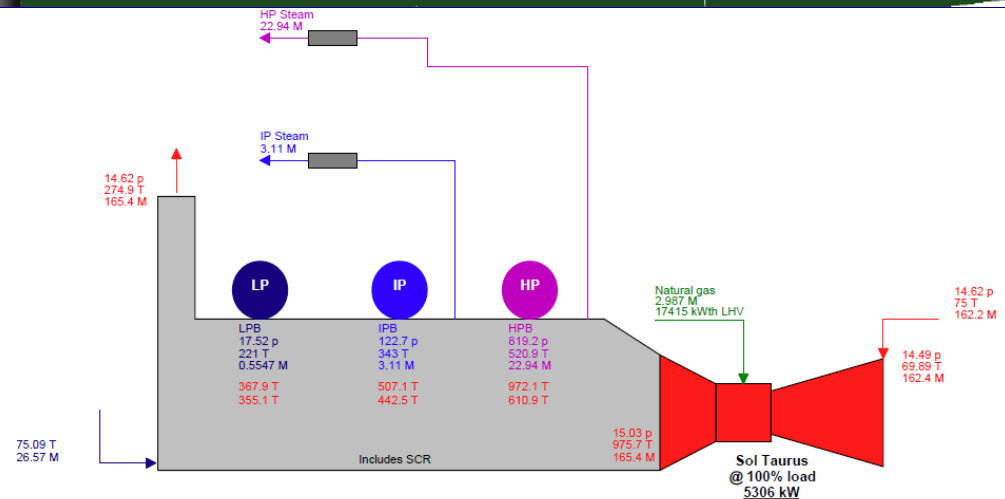 HP Steam
22.94 M
IP Steam
3.11 M
14.62 p
274.9 T
165.4 M
LP
IP
HP
LPB
17.52 p
221 T
0.5547 M
367.9 T
355.1 T
IPB
122.7 p
343 T
3.11 M
507.1 T
442.5 T
HPB
819.2 p
520.9 T
22.94 M
972.1 T
610.9 T
Natural gas
2.987 M
17415 kWth LHV
14.62 p
75 T
162.2 M
14.49 p
69.89 T
162.4 M
15.03 p
975.7 T
165.4 M
75.09 T
26.57 M
Includes SCR
Sol Taurus
@ 100% load
5306 kW